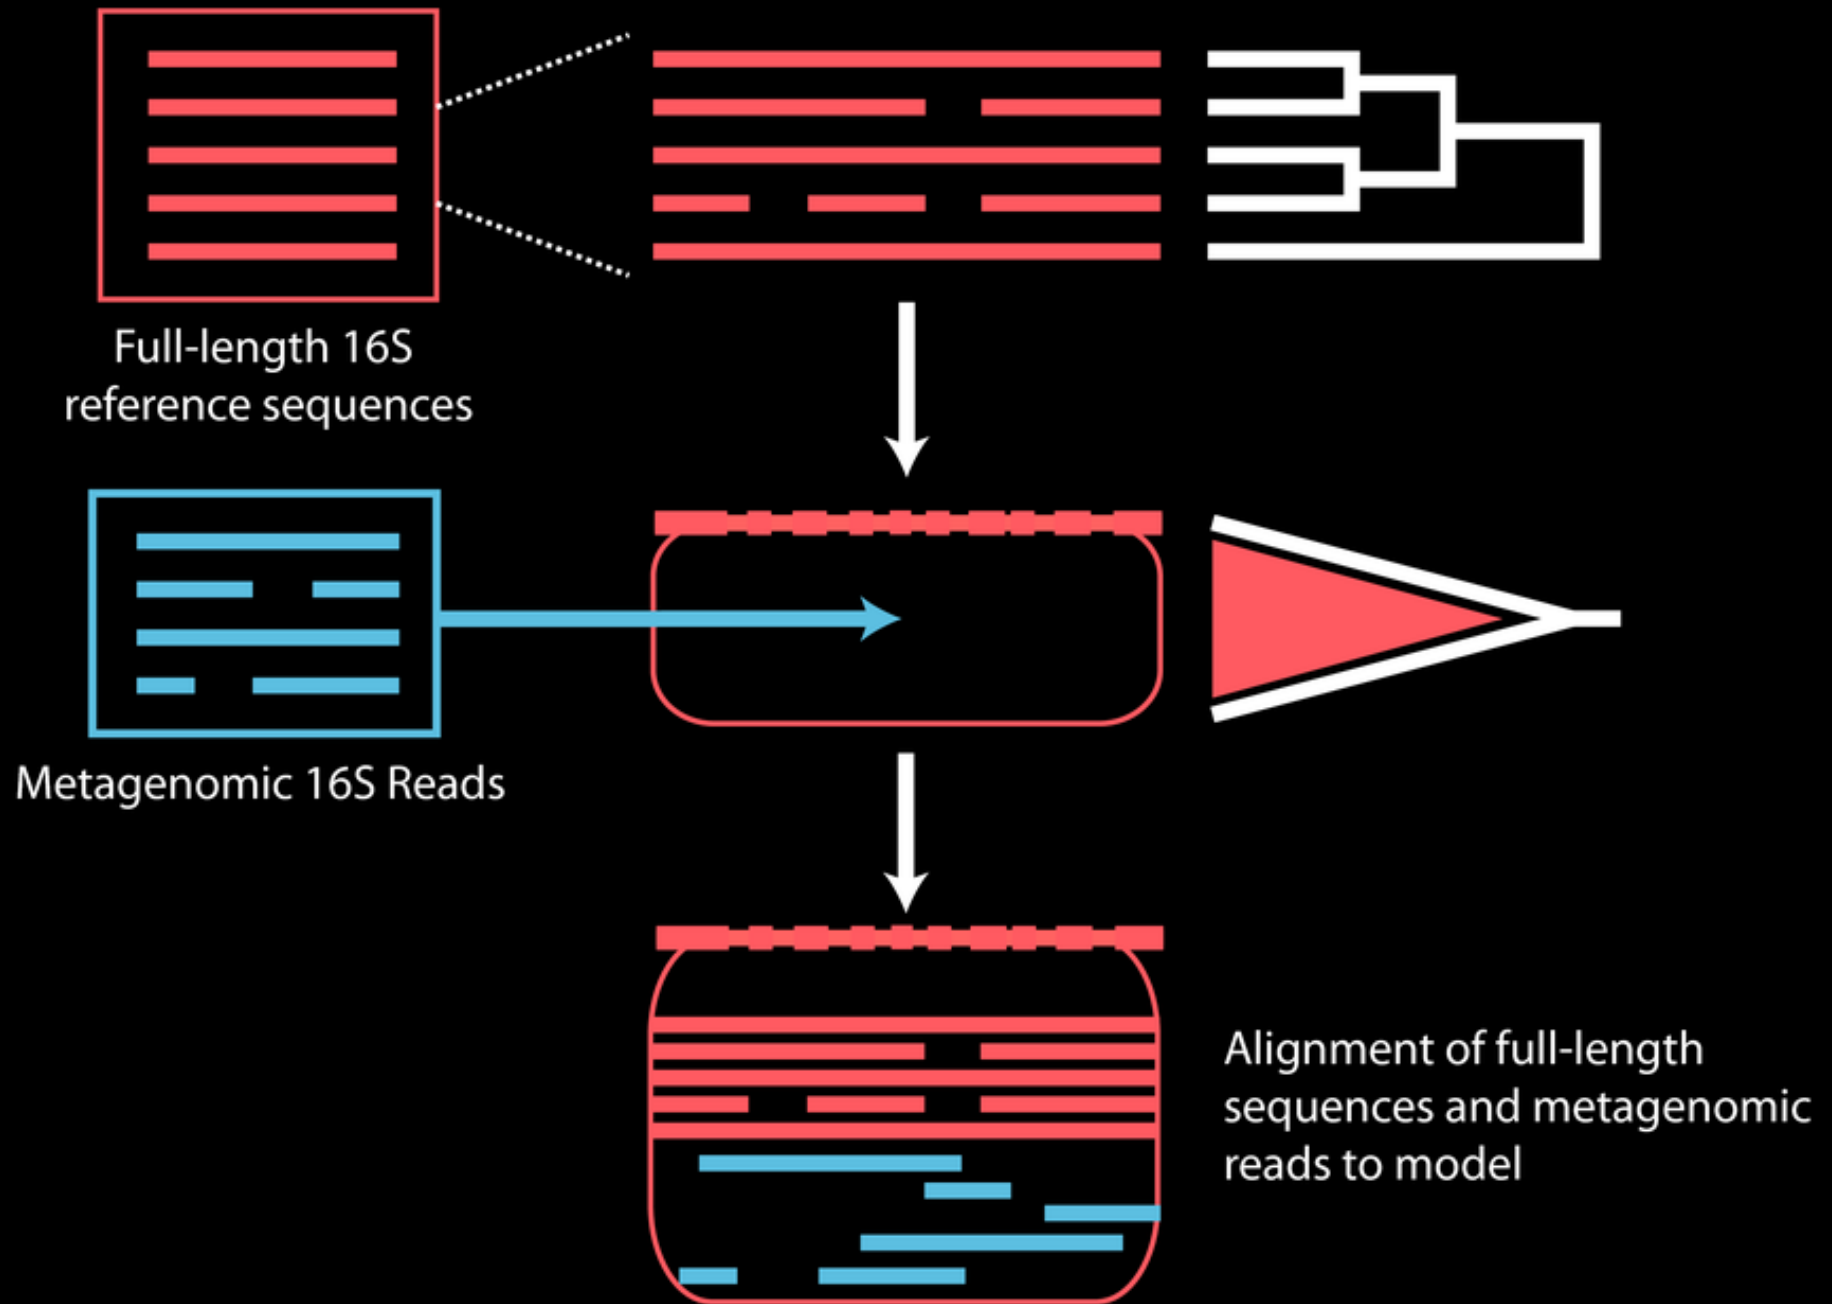 Full-length 16S
reference sequences
Metagenomic 16S Reads
Alignment of full-length
sequences and metagenomic
reads to model